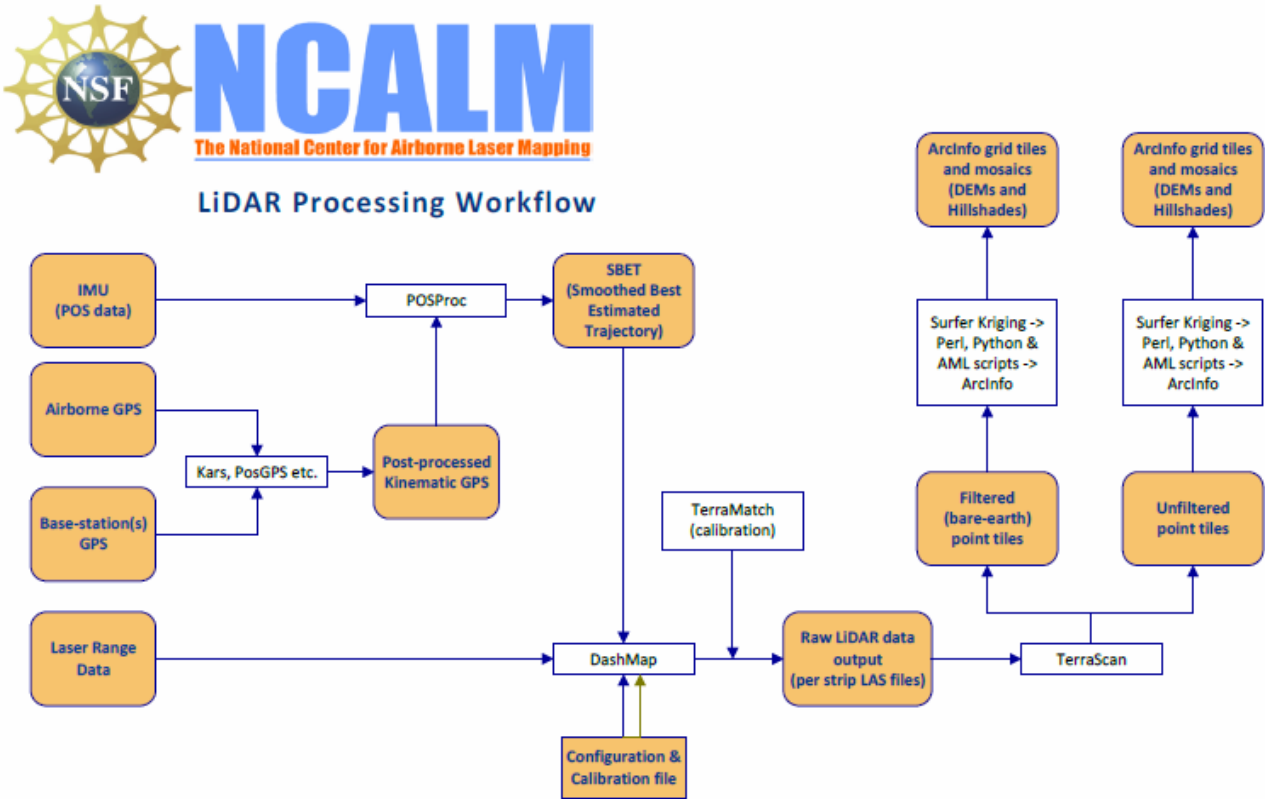 NSF
NCALM
The National Center for Airborne Laser Mapping
LiDAR Processing Workflow
IMU
(POS data)
POSProc
SBET
(Smoothed Best
Estimated
Trajectory)
Airborne GPS
Kars, PosGPS etc.
Post-processed
Kinematic GPS
Base-station(s)
GPS
Laser Range
Data
DashMap
Configuration &
Calibration file
TerraMatch
(calibration)
Raw LiDAR data
output
(per strip LAS files)
TerraScan
Filtered
(bare-earth)
point tiles
Unfiltered
point tiles
Surfer Kriging ->
Perl, Python &
AML scripts ->
ArcInfo
Surfer Kriging ->
Perl, Python &
AML scripts ->
ArcInfo
ArcInfo grid tiles
and mosaics
(DEMs and
Hillshades)
ArcInfo grid tiles
and mosaics
(DEMs and
Hillshades)